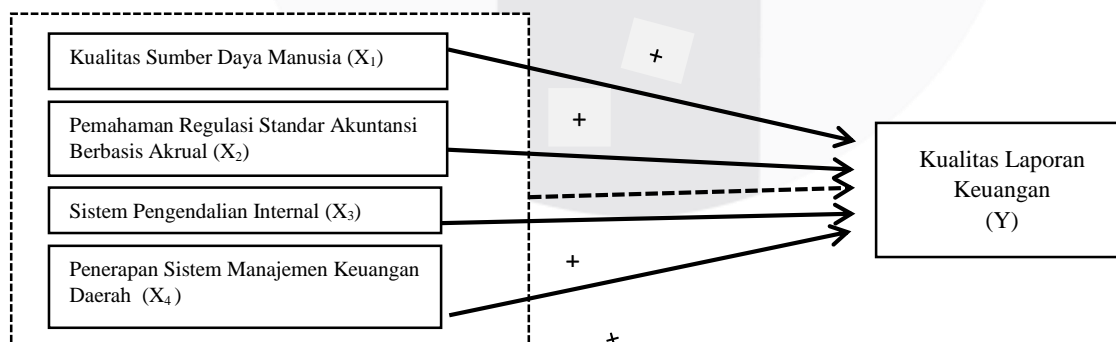 Kualitas Sumber Daya Manusia (X₁)
+
Pemahaman Regulasi Standar Akuntansi
Berbasis Akrual (X₂)
+
Kualitas Laporan
Keuangan
(Y)
Sistem Pengendalian Internal (X₃)
+
Penerapan Sistem Manajemen Keuangan
Daerah (X₄)
+